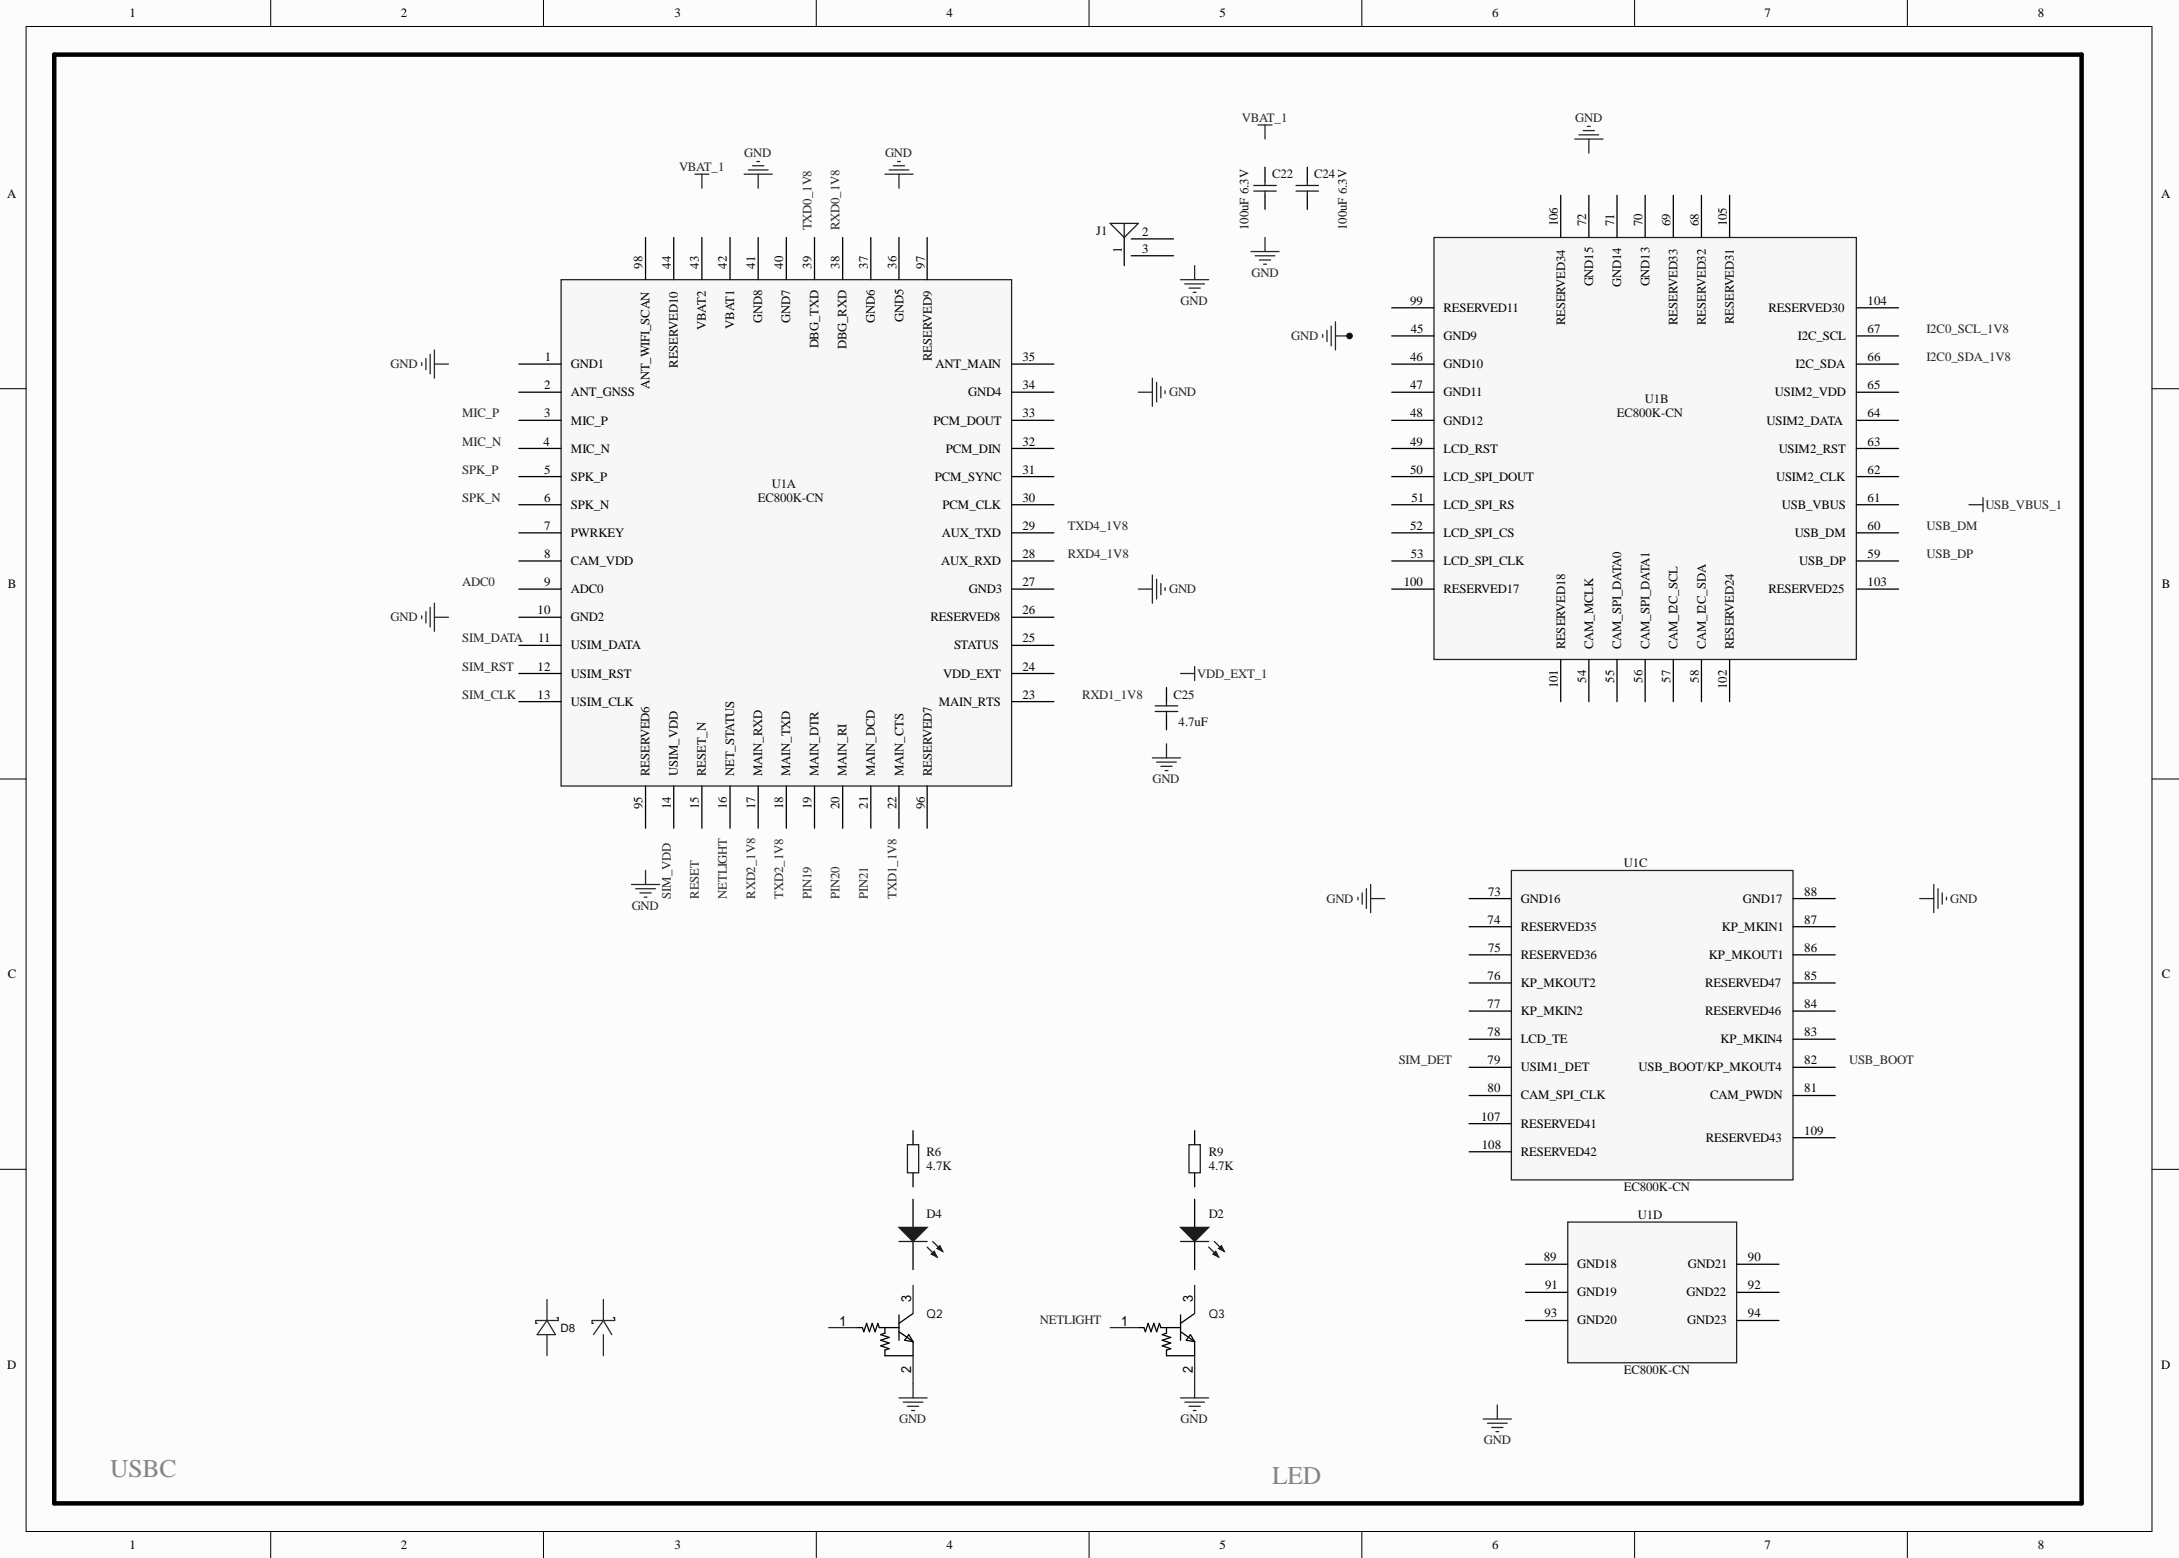 1 2 3 4 5 6 7 8
A
B
C
D
A
B
C
D
1 2 3 4 5 6 7 8
VBAT_1
GND
TXD0_1V8
RXD0_1V8
GND
98 44 43 42 41 40 39 38 37 36 97
ANT_WIFI_SCAN
RESERVED10
VBAT2
VBAT1
GND8
GND7
DBG_TXD
DBG_RXD
GND6
GND5
RESERVED9
GND 1 GND1
2 ANT_GNSS
MIC_P 3 MIC_P
MIC_N 4 MIC_N
SPK_P 5 SPK_P
SPK_N 6 SPK_N
7 PWRKEY
8 CAM_VDD
ADC0 9 ADC0
GND 10 GND2
SIM_DATA 11 USIM_DATA
SIM_RST 12 USIM_RST
SIM_CLK 13 USIM_CLK
U1A
EC800K-CN
ANT_MAIN 35
GND4 34 GND
PCM_DOUT 33
PCM_DIN 32
PCM_SYNC 31
PCM_CLK 30
AUX_TXD 29 TXD4_1V8
AUX_RXD 28 RXD4_1V8
GND3 27 GND
RESERVED8 26
STATUS 25
VDD_EXT 24 VDD_EXT_1
MAIN_RTS 23 RXD1_1V8
C25
4.7uF
GND
RESERVED6
USIM_VDD
RESET_N
NET_STATUS
MAIN_RXD
MAIN_TXD
MAIN_DTR
MAIN_RI
MAIN_DCD
MAIN_CTS
RESERVED7
95 14 15 16 17 18 19 20 21 22 96
GND
SIM_VDD
RESET
NETLIGHT
RXD2_1V8
TXD2_1V8
PIN19
PIN20
PIN21
TXD1_1V8
J1
1
2
3
GND
VBAT_1
100uF 6.3V
C22
C24
100uF 6.3V
GND
GND
106 72 71 70 69 68 105
RESERVED34
GND15
GND14
GND13
RESERVED33
RESERVED32
RESERVED31
99 RESERVED11
GND 45 GND9
46 GND10
47 GND11
48 GND12
49 LCD_RST
50 LCD_SPI_DOUT
51 LCD_SPI_RS
52 LCD_SPI_CS
53 LCD_SPI_CLK
100 RESERVED17
U1B
EC800K-CN
RESERVED30 104
I2C_SCL 67 I2C0_SCL_1V8
I2C_SDA 66 I2C0_SDA_1V8
USIM2_VDD 65
USIM2_DATA 64
USIM2_RST 63
USIM2_CLK 62
USB_VBUS 61 USB_VBUS_1
USB_DM 60 USB_DM
USB_DP 59 USB_DP
RESERVED25 103
RESERVED18
CAM_MCLK
CAM_SPI_DATA0
CAM_SPI_DATA1
CAM_I2C_SCL
CAM_I2C_SDA
RESERVED24
101 54 55 56 57 58 102
U1C
GND 73 GND16
74 RESERVED35
75 RESERVED36
76 KP_MKOUT2
77 KP_MKIN2
78 LCD_TE
SIM_DET 79 USIM1_DET
80 CAM_SPI_CLK
107 RESERVED41
108 RESERVED42
GND17 88 GND
KP_MKIN1 87
KP_MKOUT1 86
RESERVED47 85
RESERVED46 84
KP_MKIN4 83
USB_BOOT/KP_MKOUT4 82 USB_BOOT
CAM_PWDN 81
RESERVED43 109
EC800K-CN
U1D
89 GND18 GND21 90
91 GND19 GND22 92
93 GND20 GND23 94
EC800K-CN
GND
R6
4.7K
D4
3
1
Q2
2
GND
R9
4.7K
D2
3
NETLIGHT 1
Q3
2
GND
D8
USBC
LED